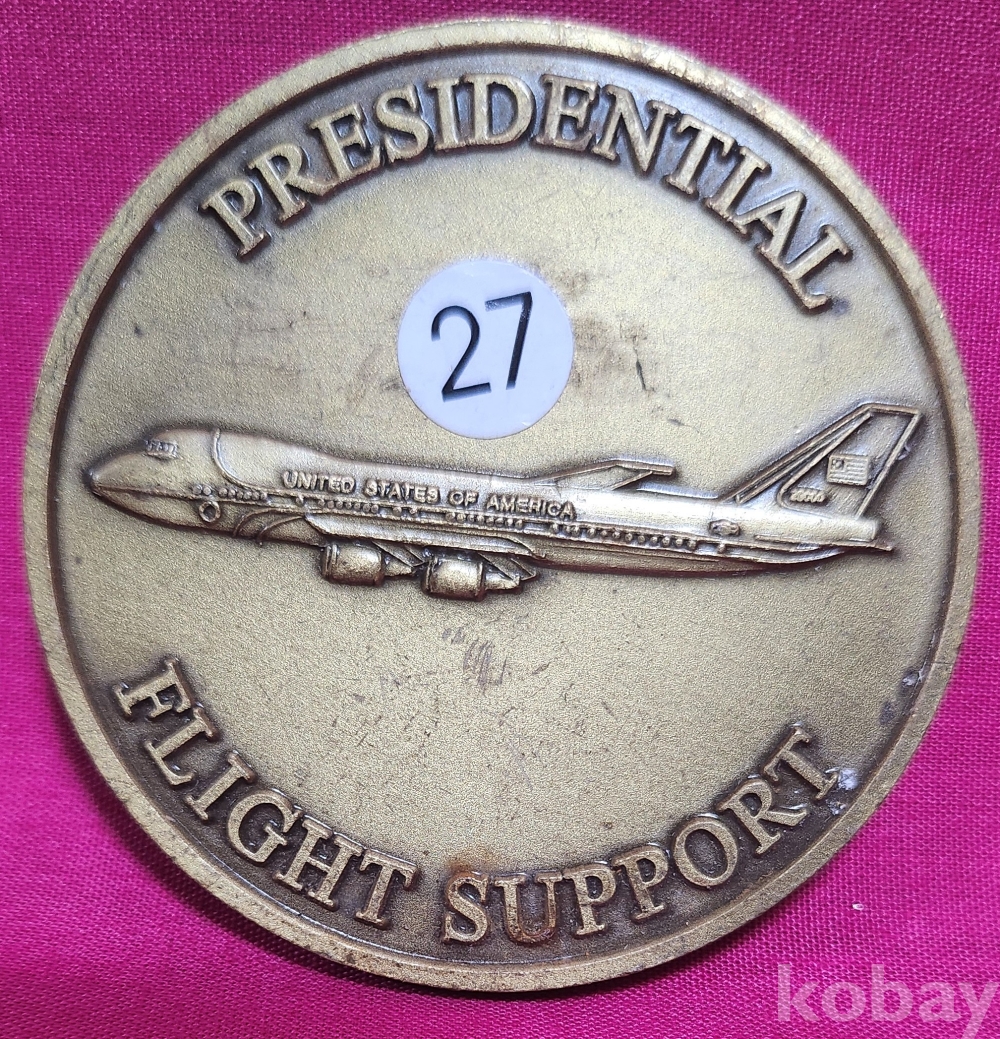 PRESIDENTIAL
27
UNITED STATES OF AMERICA
FLIGHT SUPPORT
kobay